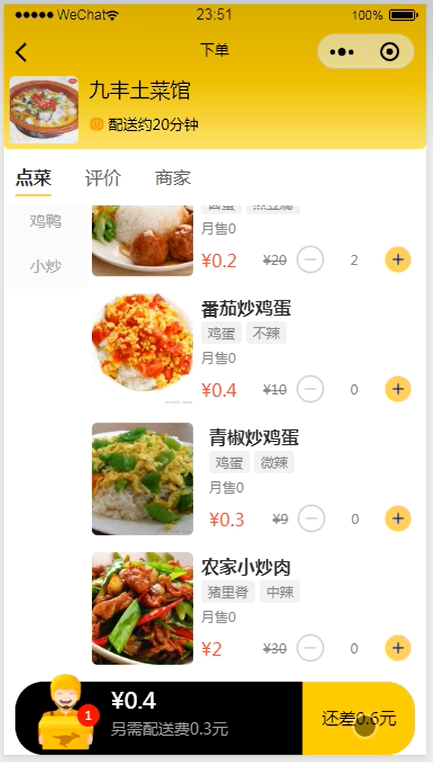 WeChat 23:51 100%
下单
九丰土菜馆
配送约20分钟
点菜 评价 商家
鸡鸭
小炒
月售0
¥0.2 ¥20 2
番茄炒鸡蛋
鸡蛋 不辣
月售0
¥0.4 ¥10 0
青椒炒鸡蛋
鸡蛋 微辣
月售0
¥0.3 ¥9 0
农家小炒肉
猪里脊 中辣
月售0
¥2 ¥30 0
¥0.4
1
另需配送费0.3元
还差0.6元